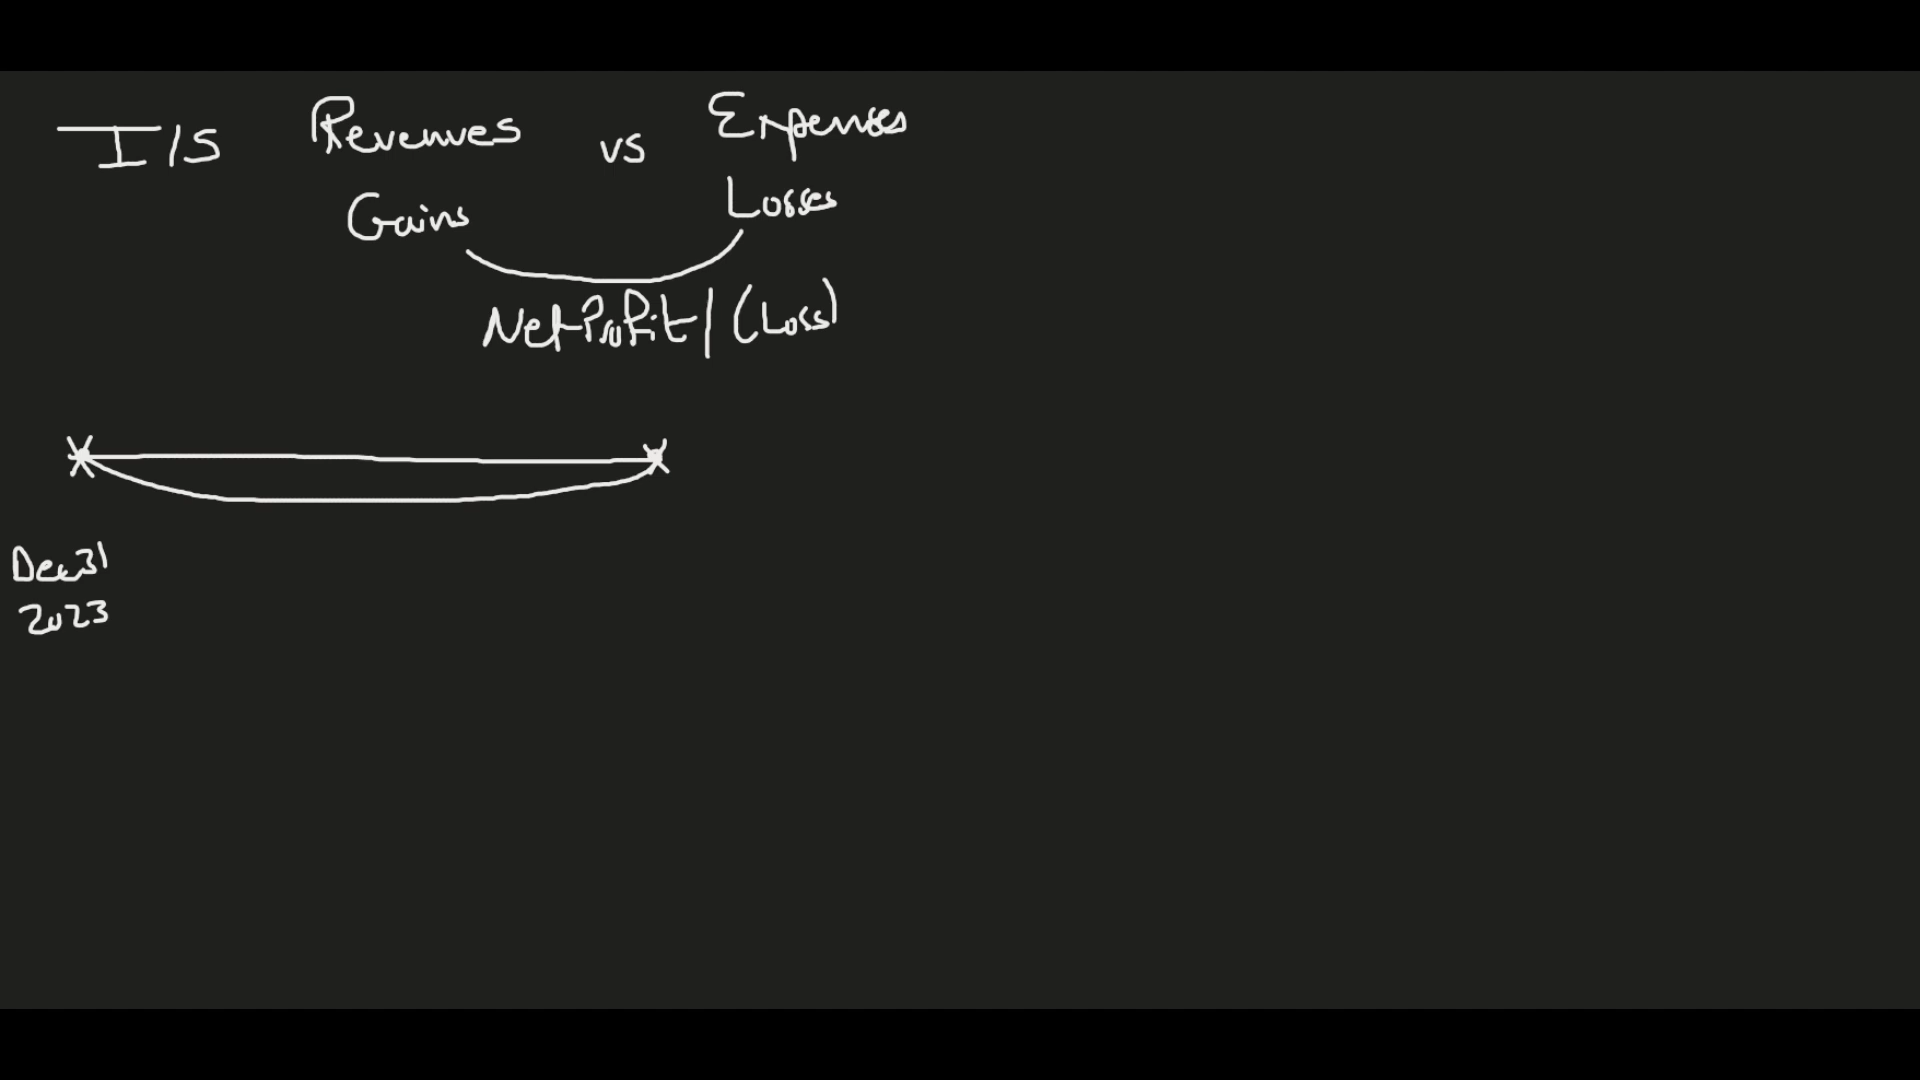 I/S Revenues vs Expenses
Gains Losses
Net Profit / (Loss)
Dec 31
2023